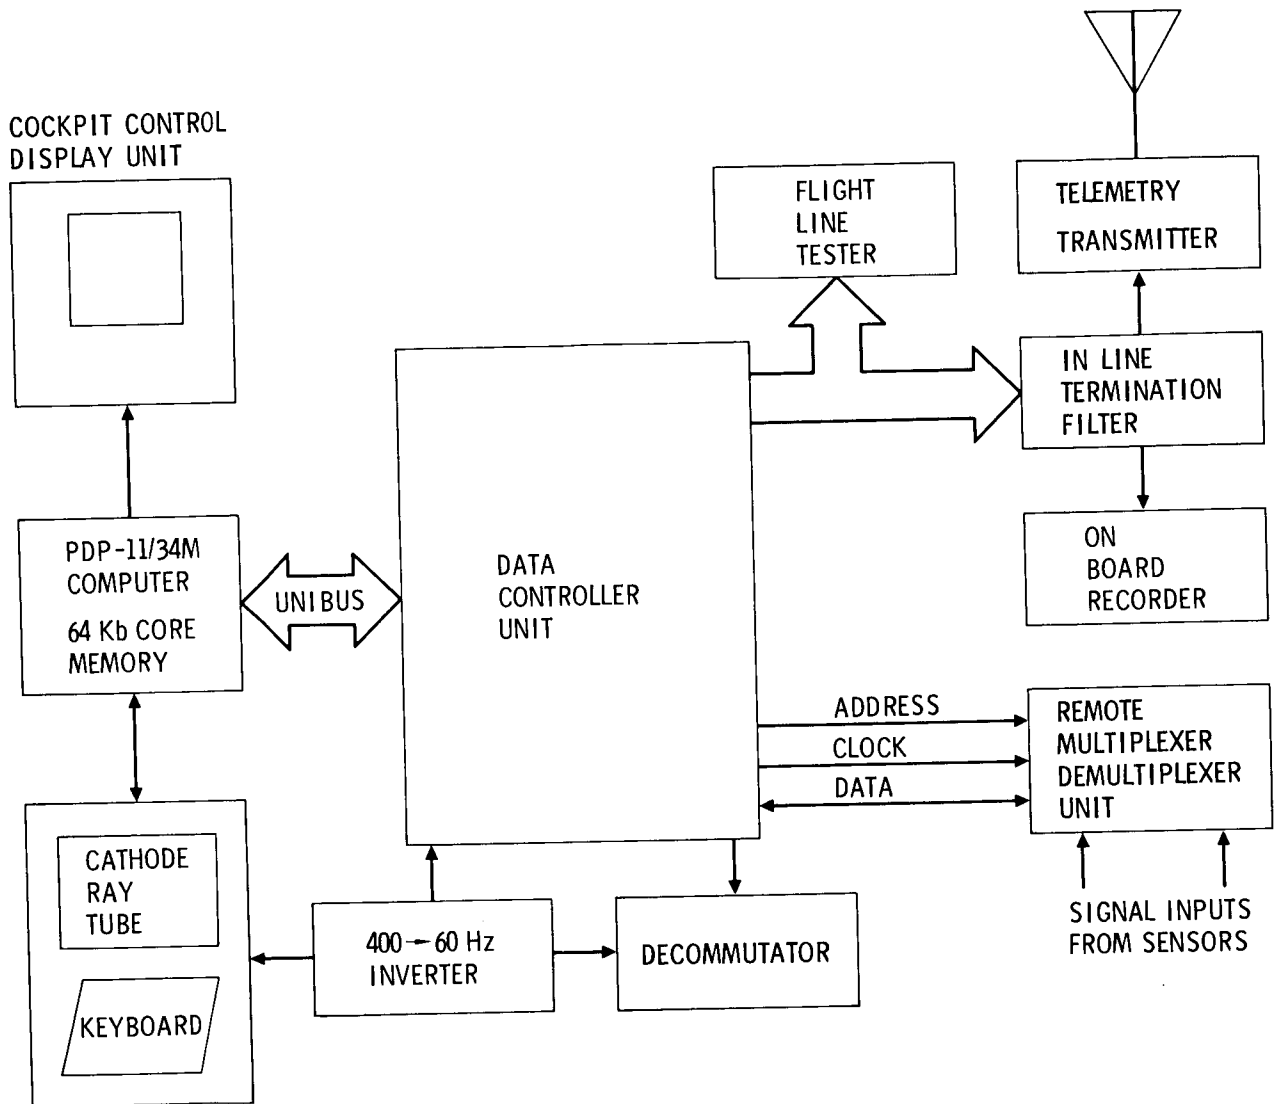 COCKPIT CONTROL
DISPLAY UNIT
FLIGHT
LINE
TESTER
TELEMETRY
TRANSMITTER
IN LINE
TERMINATION
FILTER
ON
BOARD
RECORDER
PDP-11/34M
COMPUTER
64 Kb CORE
MEMORY
UNIBUS
DATA
CONTROLLER
UNIT
ADDRESS
CLOCK
DATA
REMOTE
MULTIPLEXER
DEMULTIPLEXER
UNIT
SIGNAL INPUTS
FROM SENSORS
CATHODE
RAY
TUBE
KEYBOARD
400→60 Hz
INVERTER
DECOMMUTATOR